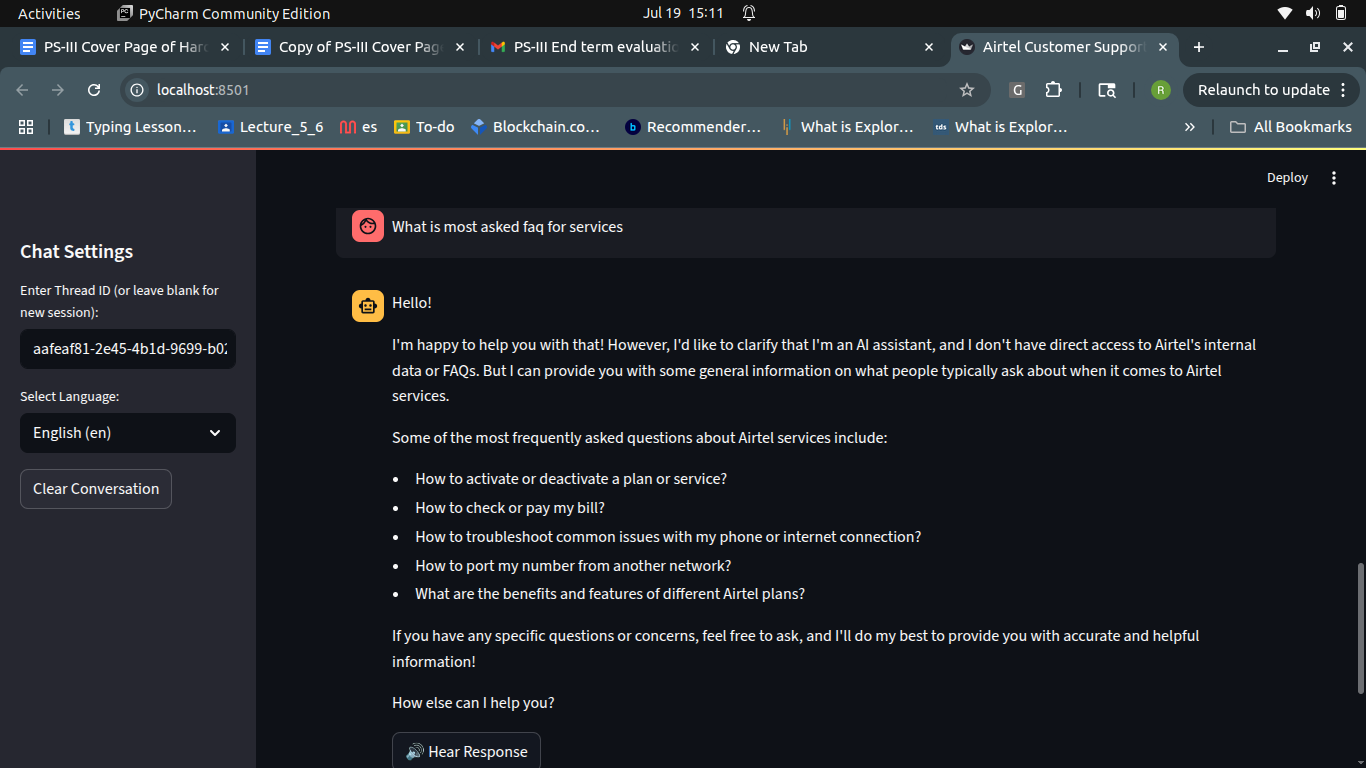 Activities PyCharm Community Edition Jul 19 15:11
PS-III Cover Page of Har Copy of PS-III Cover Pag PS-III End term evaluatio New Tab Airtel Customer Support
localhost:8501 G R Relaunch to update
Typing Lesson... Lecture_5_6 es To-do Blockchain.co... Recommender... What is Explor... What is Explor... » All Bookmarks
Deploy
Chat Settings
Enter Thread ID (or leave blank for
new session):
aafeaf81-2e45-4b1d-9699-b02
Select Language:
English (en)
Clear Conversation
What is most asked faq for services
Hello!
I'm happy to help you with that! However, I'd like to clarify that I'm an AI assistant, and I don't have direct access to Airtel's internal
data or FAQs. But I can provide you with some general information on what people typically ask about when it comes to Airtel
services.
Some of the most frequently asked questions about Airtel services include:
• How to activate or deactivate a plan or service?
• How to check or pay my bill?
• How to troubleshoot common issues with my phone or internet connection?
• How to port my number from another network?
• What are the benefits and features of different Airtel plans?
If you have any specific questions or concerns, feel free to ask, and I'll do my best to provide you with accurate and helpful
information!
How else can I help you?
Hear Response